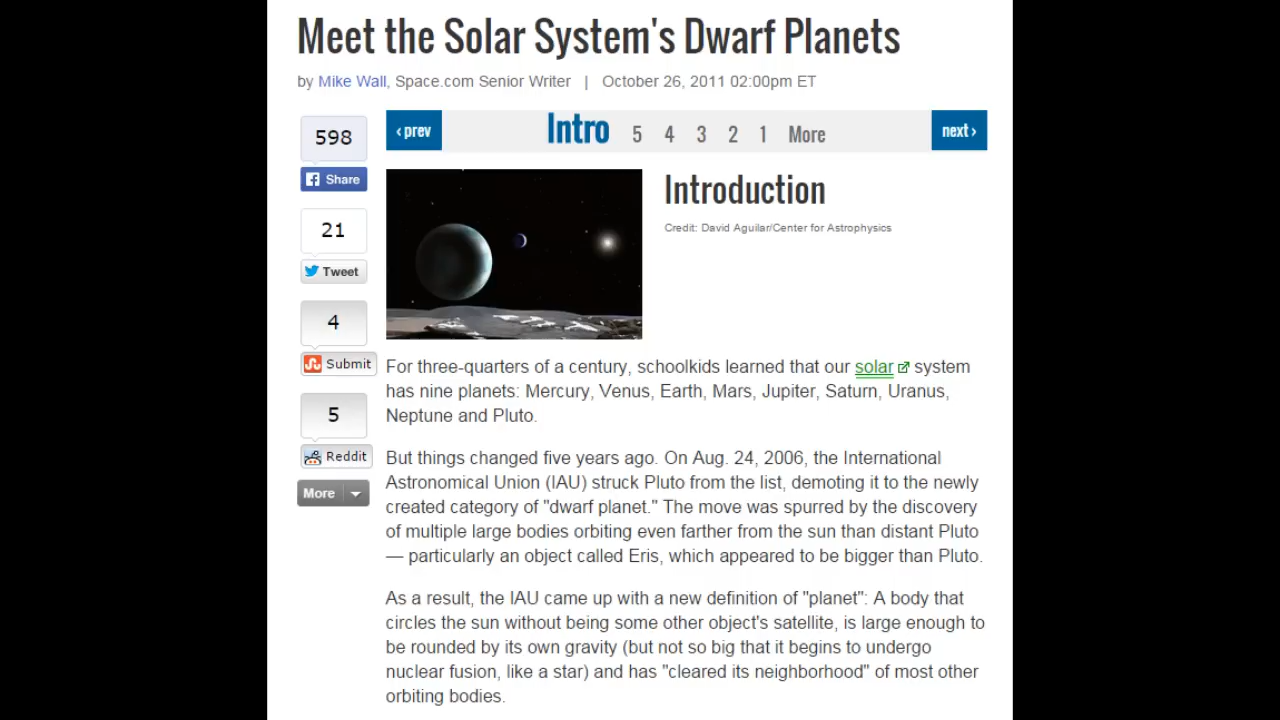 Meet the Solar System's Dwarf Planets
by Mike Wall, Space.com Senior Writer | October 26, 2011 02:00pm ET
‹ prev Intro 5 4 3 2 1 More next ›
598
Share
21
Tweet
4
Submit
5
Reddit
More
Introduction
Credit: David Aguilar/Center for Astrophysics
For three-quarters of a century, schoolkids learned that our solar system
has nine planets: Mercury, Venus, Earth, Mars, Jupiter, Saturn, Uranus,
Neptune and Pluto.
But things changed five years ago. On Aug. 24, 2006, the International
Astronomical Union (IAU) struck Pluto from the list, demoting it to the newly
created category of "dwarf planet." The move was spurred by the discovery
of multiple large bodies orbiting even farther from the sun than distant Pluto
— particularly an object called Eris, which appeared to be bigger than Pluto.
As a result, the IAU came up with a new definition of "planet": A body that
circles the sun without being some other object's satellite, is large enough to
be rounded by its own gravity (but not so big that it begins to undergo
nuclear fusion, like a star) and has "cleared its neighborhood" of most other
orbiting bodies.